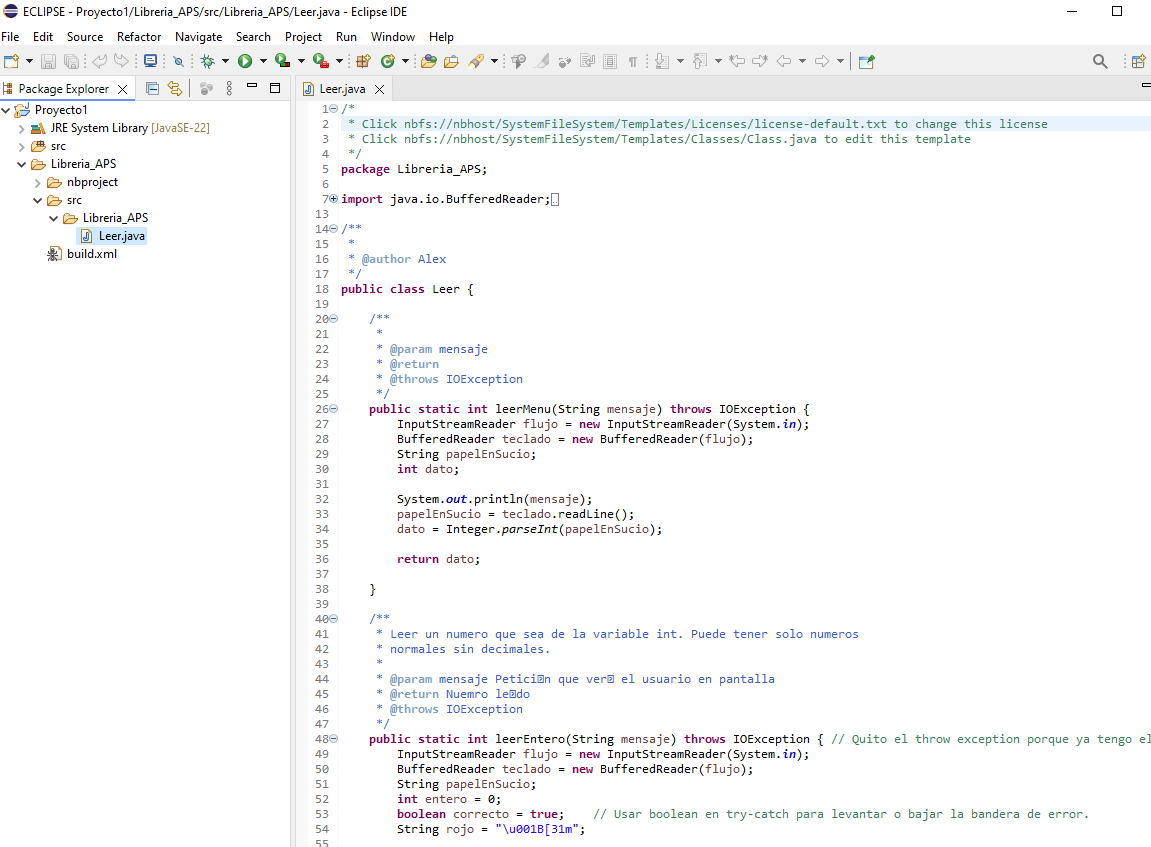 ECLIPSE - Proyecto1/Libreria_APS/src/Libreria_APS/Leer.java - Eclipse IDE
File Edit Source Refactor Navigate Search Project Run Window Help
Package Explorer
Leer.java
Proyecto1
JRE System Library [JavaSE-22]
src
Libreria_APS
nbproject
src
Libreria_APS
Leer.java
build.xml
1 /*
2 * Click nbfs://nbhost/SystemFileSystem/Templates/Licenses/license-default.txt to change this license
3 * Click nbfs://nbhost/SystemFileSystem/Templates/Classes/Class.java to edit this template
4 */
5 package Libreria_APS;
6
7 import java.io.BufferedReader;
13
14 /**
15 *
16 * @author Alex
17 */
18 public class Leer {
19
20 /**
21 *
22 * @param mensaje
23 * @return
24 * @throws IOException
25 */
26 public static int leerMenu(String mensaje) throws IOException {
27 InputStreamReader flujo = new InputStreamReader(System.in);
28 BufferedReader teclado = new BufferedReader(flujo);
29 String papelEnSucio;
30 int dato;
31
32 System.out.println(mensaje);
33 papelEnSucio = teclado.readLine();
34 dato = Integer.parseInt(papelEnSucio);
35
36 return dato;
37
38 }
39
40 /**
41 * Leer un numero que sea de la variable int. Puede tener solo numeros
42 * normales sin decimales.
43 *
44 * @param mensaje Petici�n que ver� el usuario en pantalla
45 * @return Nuemro le�do
46 * @throws IOException
47 */
48 public static int leerEntero(String mensaje) throws IOException { // Quito el throw exception porque ya tengo el
49 InputStreamReader flujo = new InputStreamReader(System.in);
50 BufferedReader teclado = new BufferedReader(flujo);
51 String papelEnSucio;
52 int entero = 0;
53 boolean correcto = true; // Usar boolean en try-catch para levantar o bajar la bandera de error.
54 String rojo = "\u001B[31m";
55